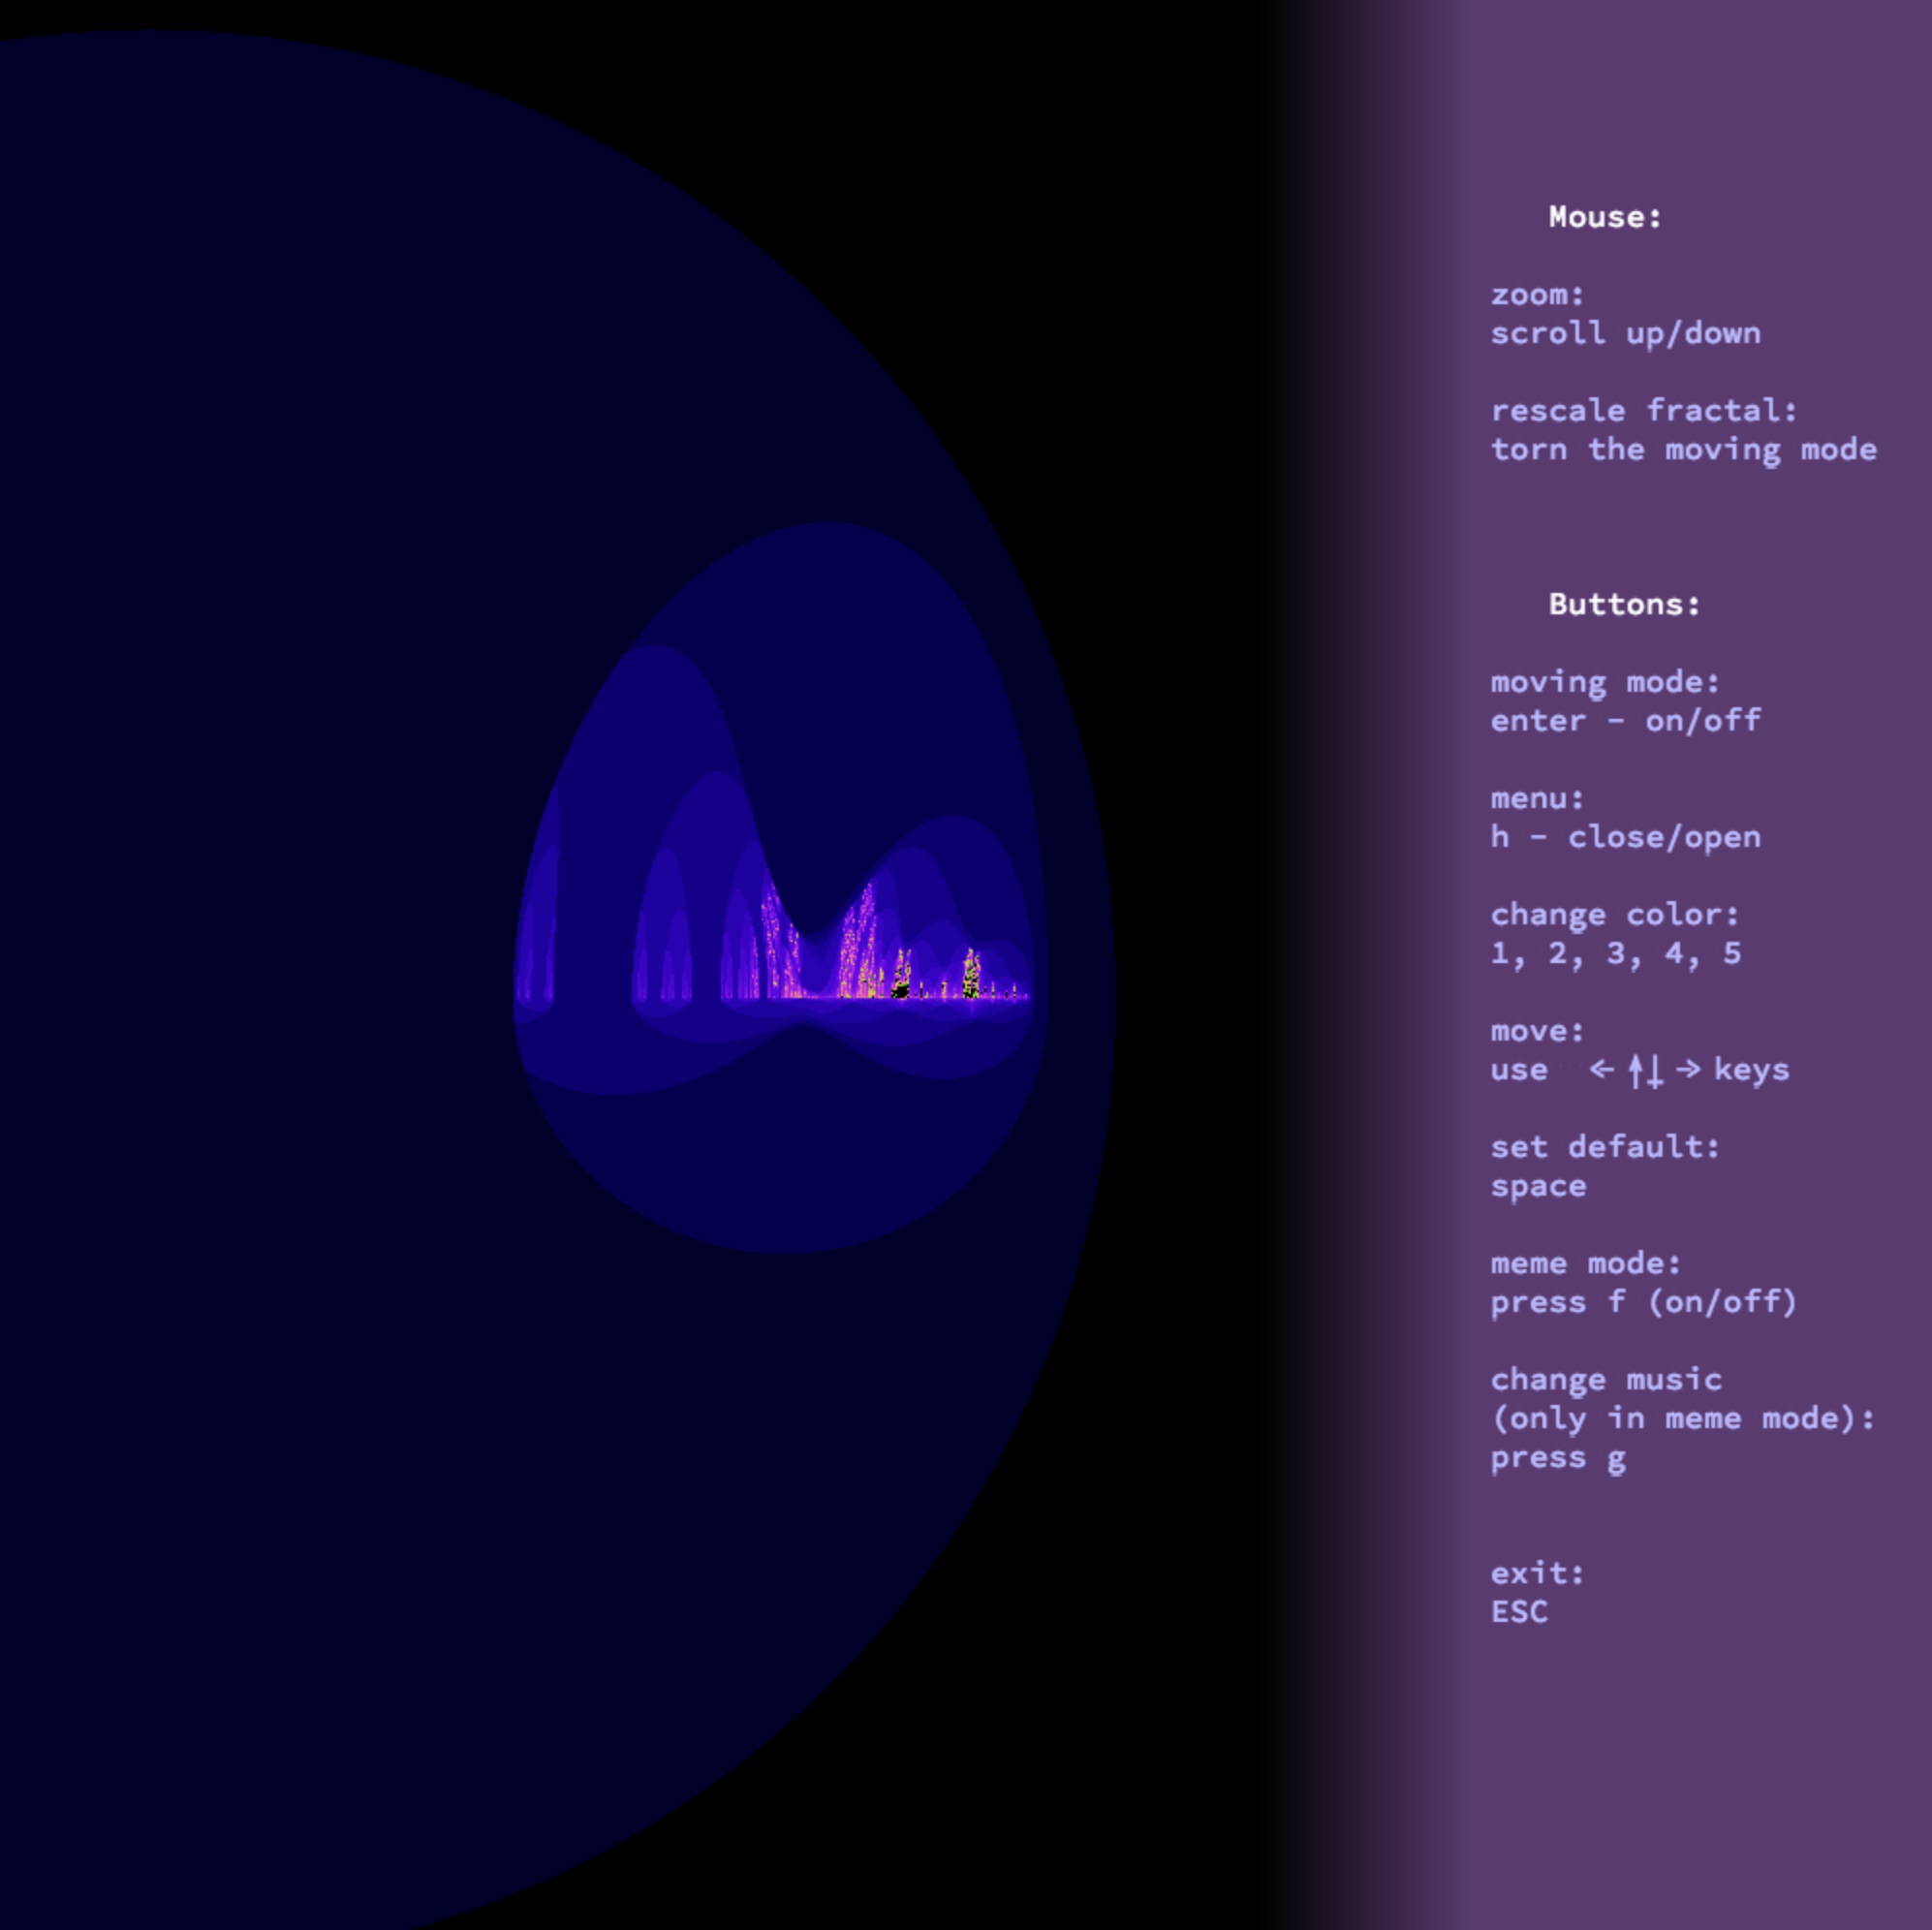 Mouse:
zoom:
scroll up/down
rescale fractal:
torn the moving mode
Buttons:
moving mode:
enter - on/off
menu:
h - close/open
change color:
1, 2, 3, 4, 5
move:
use ←↑↓→ keys
set default:
space
meme mode:
press f (on/off)
change music
(only in meme mode):
press g
exit:
ESC